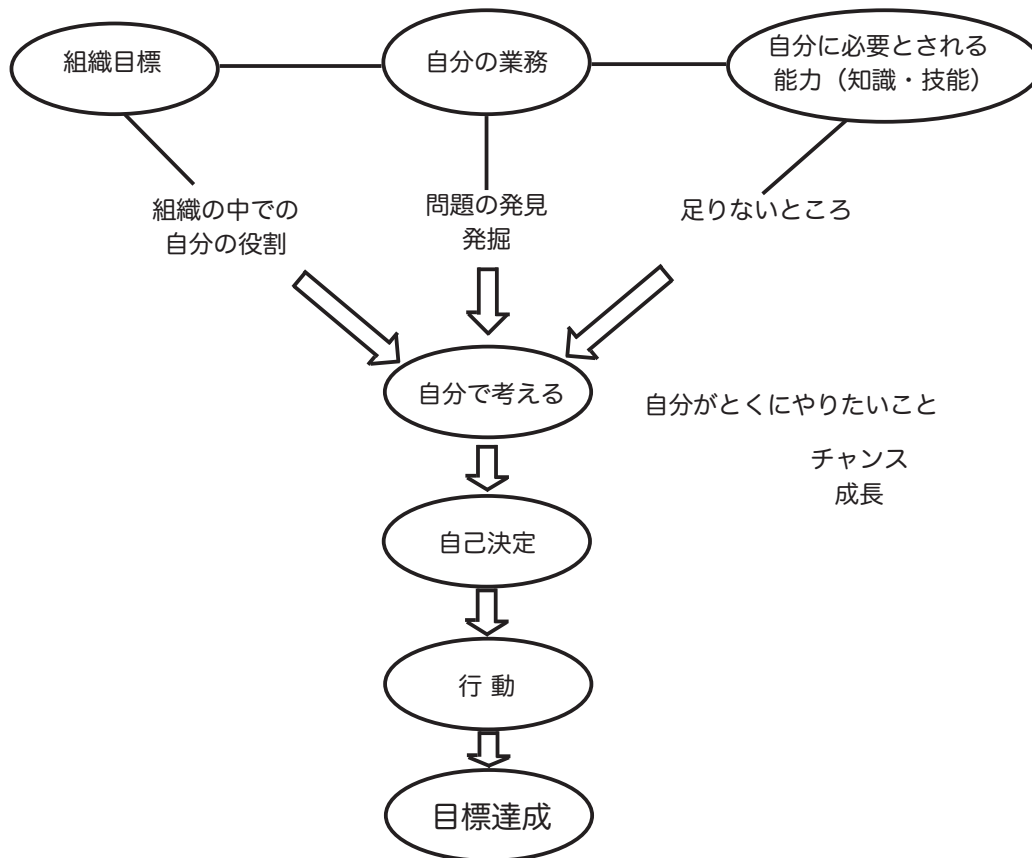 組織目標
自分の業務
自分に必要とされる
能力（知識・技能）
組織の中での
自分の役割
問題の発見
発掘
足りないところ
自分で考える
自分がとくにやりたいこと
チャンス
成長
自己決定
行 動
目標達成